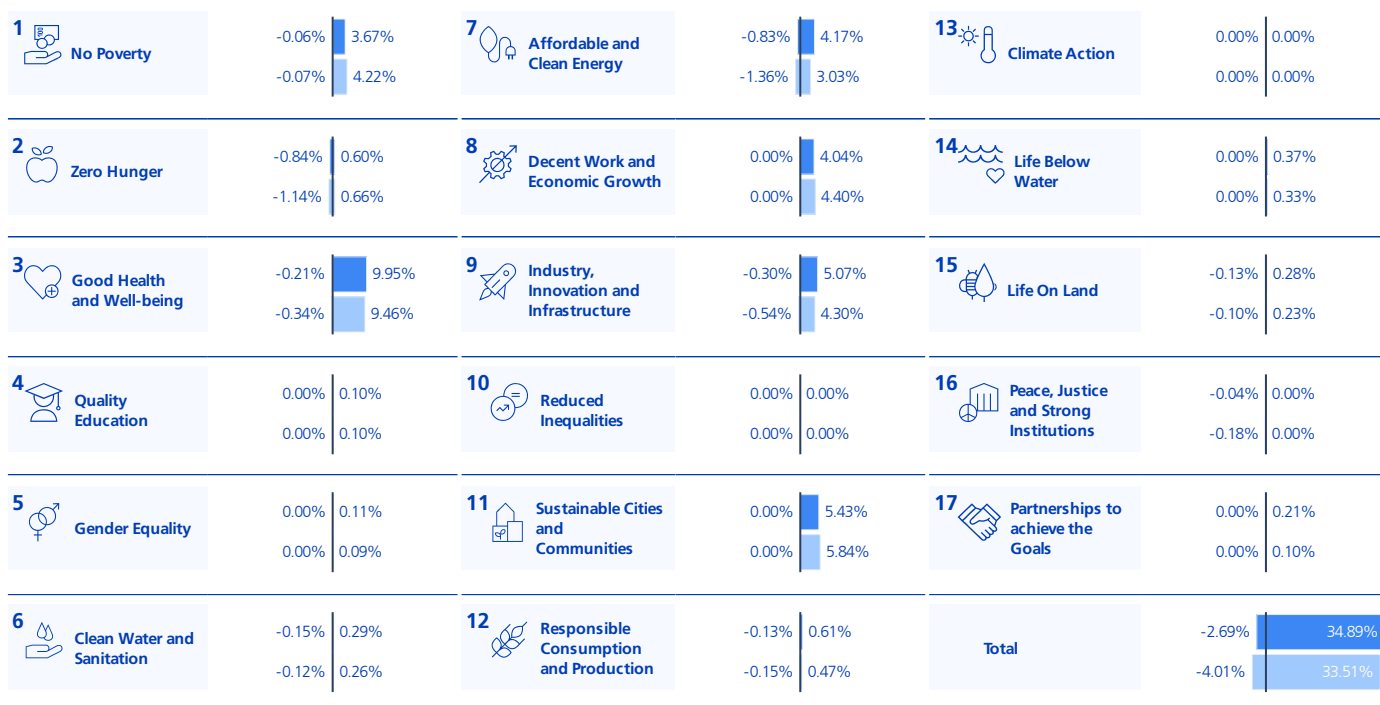 1
No Poverty
-0.06% 3.67%
-0.07% 4.22%
7
Affordable and
Clean Energy
-0.83% 4.17%
-1.36% 3.03%
13
Climate Action
0.00% 0.00%
0.00% 0.00%
2
Zero Hunger
-0.84% 0.60%
-1.14% 0.66%
8
Decent Work and
Economic Growth
0.00% 4.04%
0.00% 4.40%
14
Life Below
Water
0.00% 0.37%
0.00% 0.33%
3
Good Health
and Well-being
-0.21% 9.95%
-0.34% 9.46%
9
Industry,
Innovation and
Infrastructure
-0.30% 5.07%
-0.54% 4.30%
15
Life On Land
-0.13% 0.28%
-0.10% 0.23%
4
Quality
Education
0.00% 0.10%
0.00% 0.10%
10
Reduced
Inequalities
0.00% 0.00%
0.00% 0.00%
16
Peace, Justice
and Strong
Institutions
-0.04% 0.00%
-0.18% 0.00%
5
Gender Equality
0.00% 0.11%
0.00% 0.09%
11
Sustainable Cities
and
Communities
0.00% 5.43%
0.00% 5.84%
17
Partnerships to
achieve the
Goals
0.00% 0.21%
0.00% 0.10%
6
Clean Water and
Sanitation
-0.15% 0.29%
-0.12% 0.26%
12
Responsible
Consumption
and Production
-0.13% 0.61%
-0.15% 0.47%
Total
-2.69% 34.89%
-4.01% 33.51%